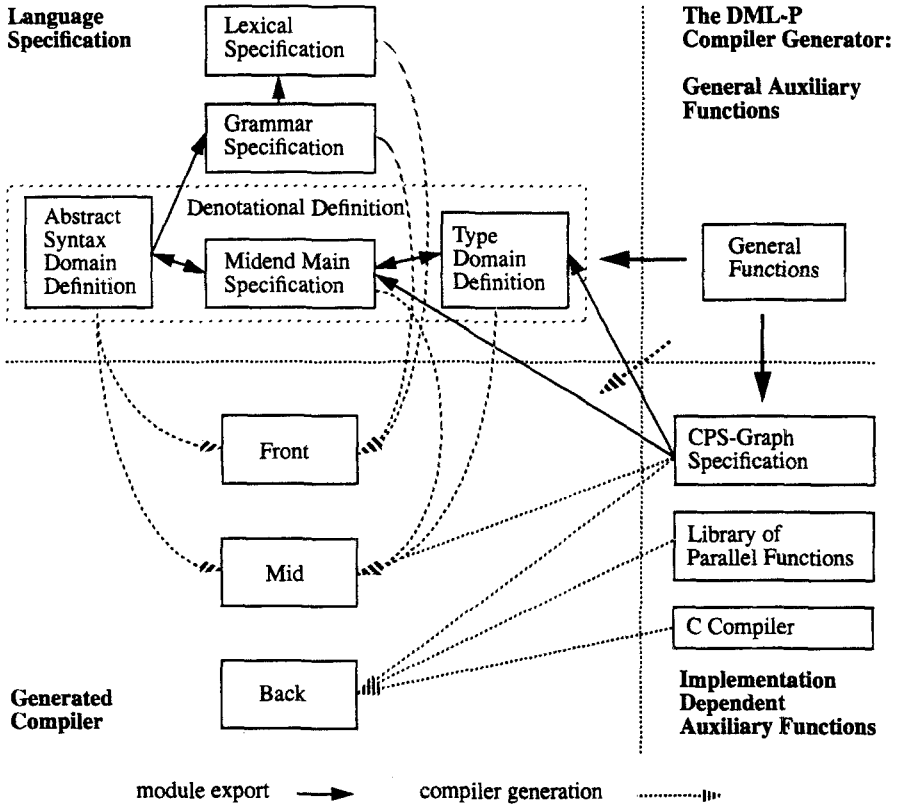 Language
Specification
Lexical
Specification
The DML-P
Compiler Generator:
General Auxiliary
Functions
Grammar
Specification
Denotational Definition
Abstract
Syntax
Domain
Definition
Midend Main
Specification
Type
Domain
Definition
General
Functions
Front
CPS-Graph
Specification
Mid
Library of
Parallel Functions
C Compiler
Back
Generated
Compiler
Implementation
Dependent
Auxiliary Functions
module export
compiler generation